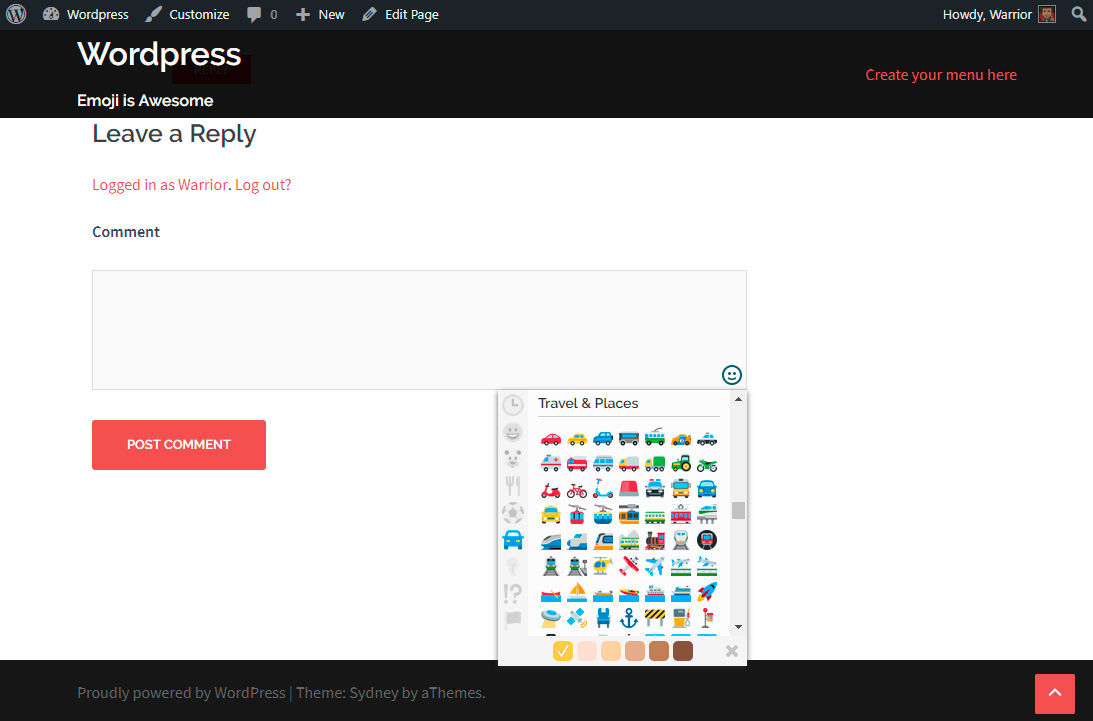 WordPress Customize 0 New Edit Page Howdy, Warrior
Wordpress
REPLY
Create your menu here
Emoji is Awesome
Leave a Reply
Logged in as Warrior. Log out?
Comment
Travel & Places
POST COMMENT
Proudly powered by WordPress | Theme: Sydney by aThemes.